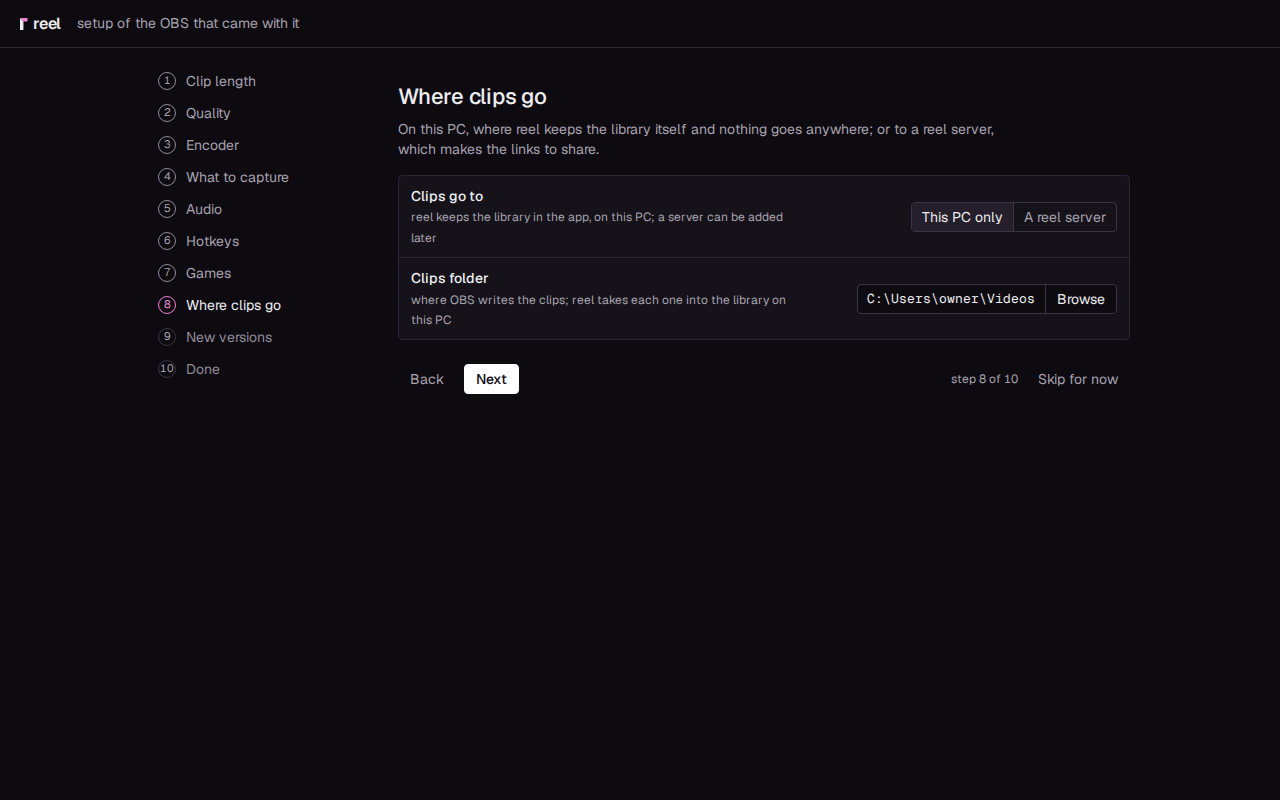 reel setup of the OBS that came with it
1 Clip length
2 Quality
3 Encoder
4 What to capture
5 Audio
6 Hotkeys
7 Games
8 Where clips go
9 New versions
10 Done
Where clips go
On this PC, where reel keeps the library itself and nothing goes anywhere; or to a reel server,
which makes the links to share.
Clips go to
reel keeps the library in the app, on this PC; a server can be added
later
This PC only A reel server
Clips folder
where OBS writes the clips; reel takes each one into the library on
this PC
C:\Users\owner\Videos Browse
Back Next step 8 of 10 Skip for now